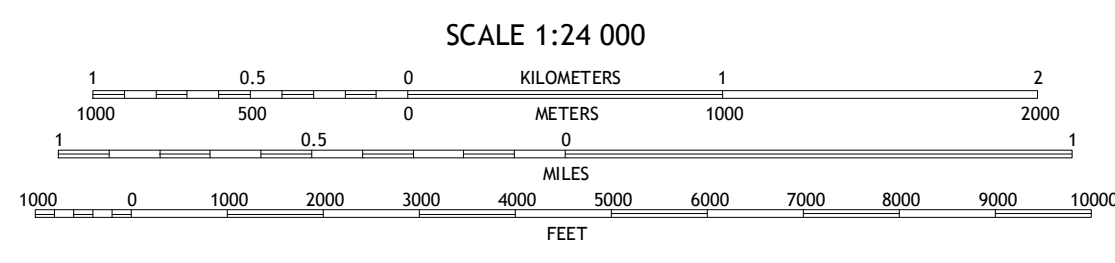 SCALE 1:24 000
1 0.5 0 KILOMETERS 1 2
1000 500 0 METERS 1000 2000
1 0.5 0 1
MILES
1000 0 1000 2000 3000 4000 5000 6000 7000 8000 9000 10000
FEET